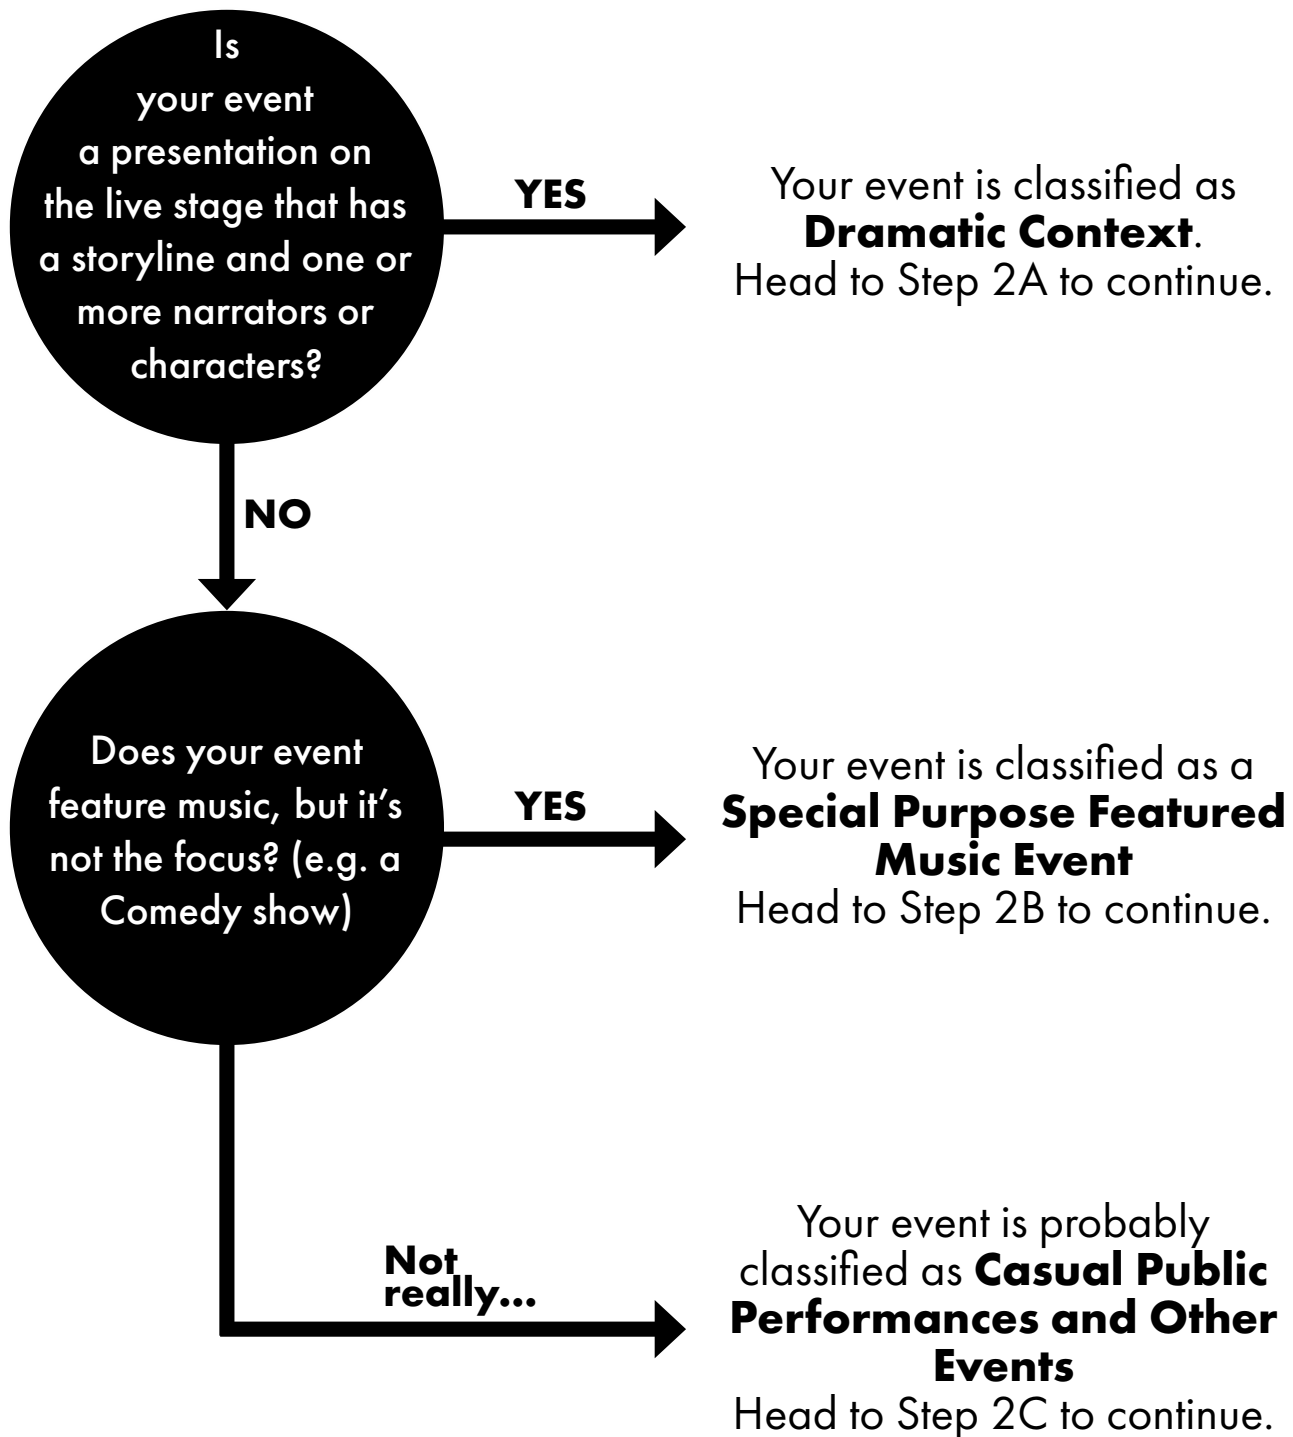 Is
your event
a presentation on
the live stage that has
a storyline and one or
more narrators or
characters?
YES
Your event is classified as
Dramatic Context.
Head to Step 2A to continue.
NO
Does your event
feature music, but it's
not the focus? (e.g. a
Comedy show)
YES
Your event is classified as a
Special Purpose Featured
Music Event
Head to Step 2B to continue.
Not
really...
Your event is probably
classified as Casual Public
Performances and Other
Events
Head to Step 2C to continue.